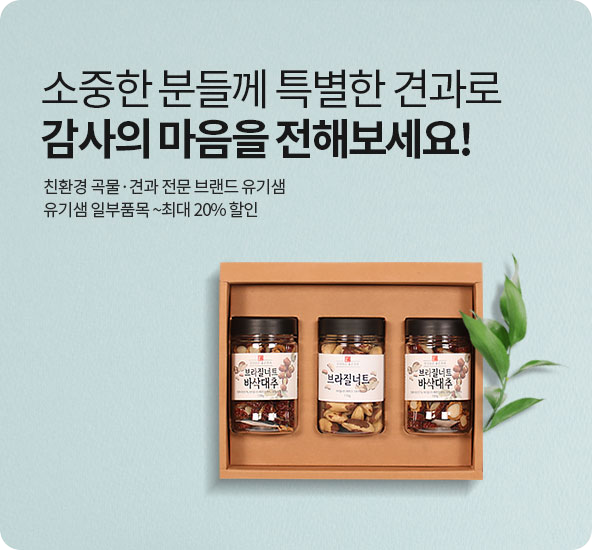 소중한 분들께 특별한 견과로
감사의 마음을 전해보세요!
친환경 곡물·견과 전문 브랜드 유기샘
유기샘 일부품목 ~최대 20% 할인
브라질너트
바삭대추
브라질너트
브라질너트
바삭대추